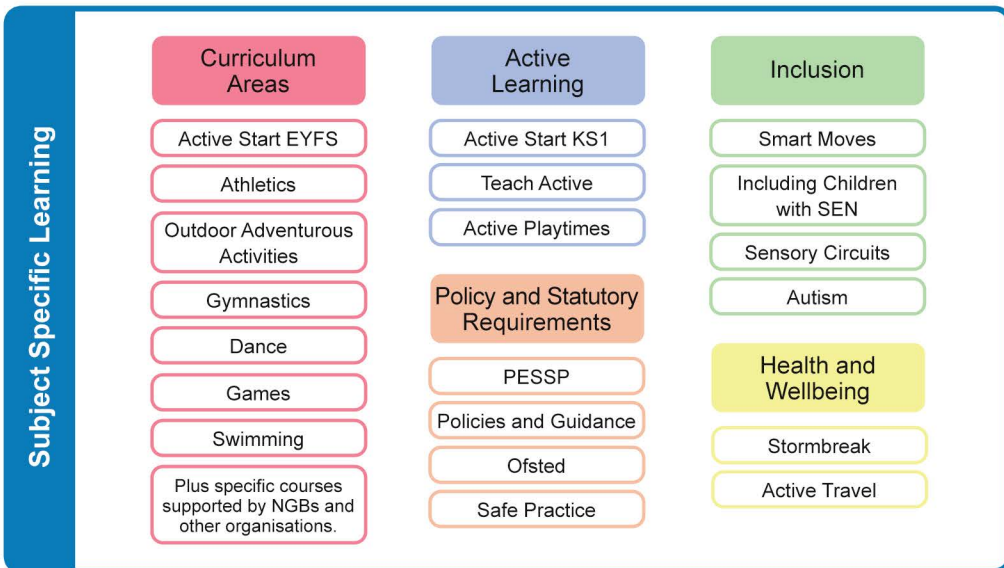 Subject Specific Learning
Curriculum
Areas
Active Start EYFS
Athletics
Outdoor Adventurous
Activities
Gymnastics
Dance
Games
Swimming
Plus specific courses
supported by NGBs and
other organisations.
Active
Learning
Active Start KS1
Teach Active
Active Playtimes
Policy and Statutory
Requirements
PESSP
Policies and Guidance
Ofsted
Safe Practice
Inclusion
Smart Moves
Including Children
with SEN
Sensory Circuits
Autism
Health and
Wellbeing
Stormbreak
Active Travel